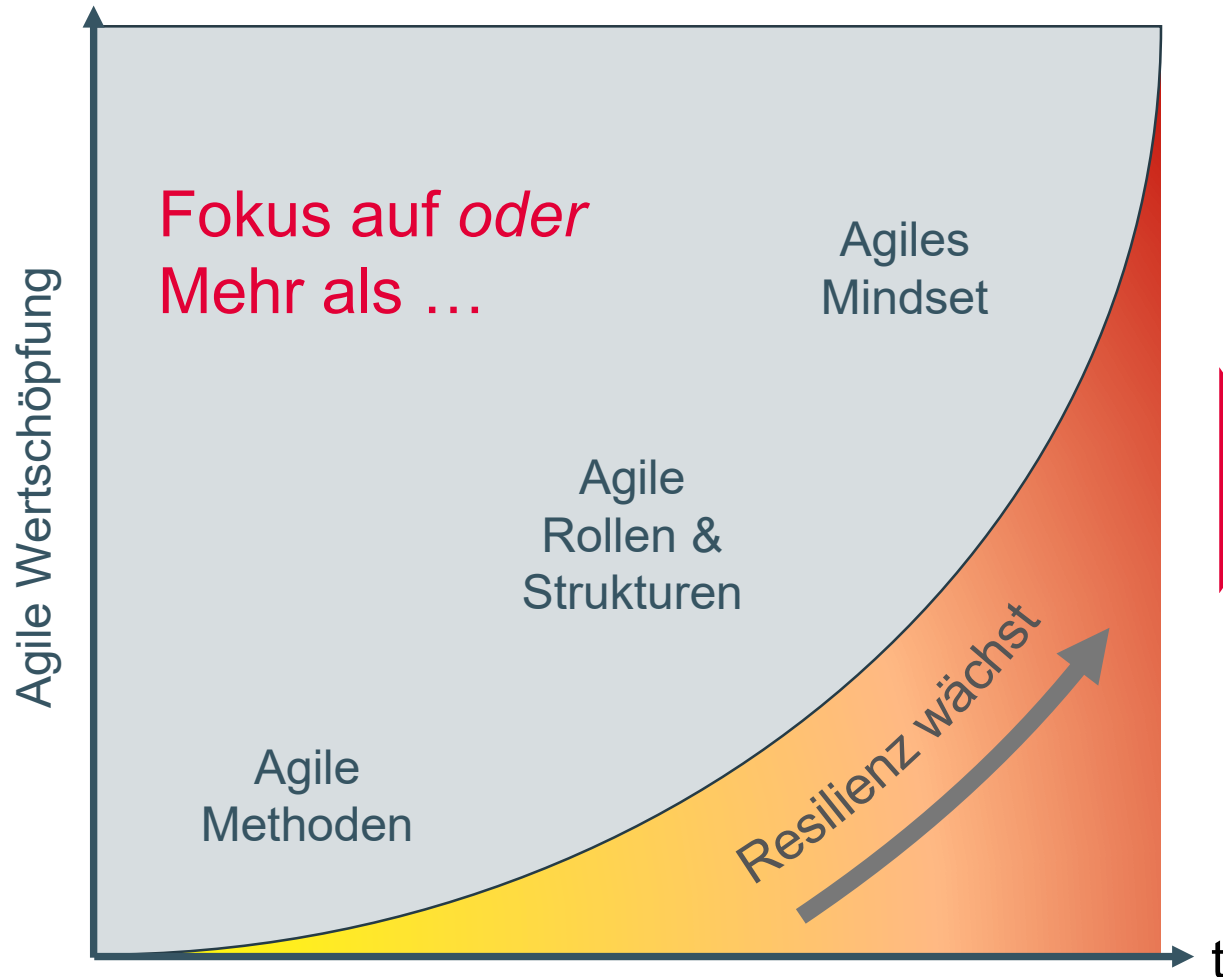 Fokus auf oder
Mehr als …
Agiles
Mindset
Agile Wertschöpfung
Agile
Rollen &
Strukturen
Resilienz wächst
Agile
Methoden
t